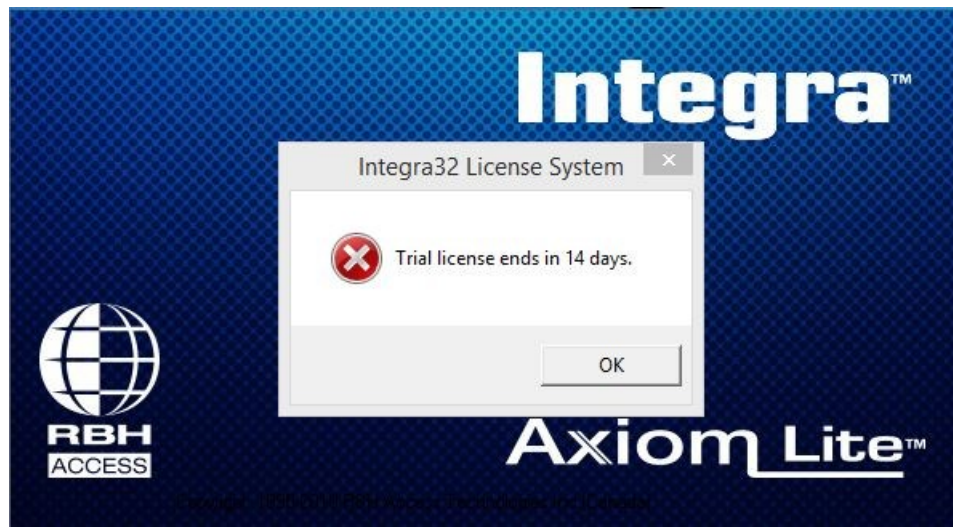 Integra™
Integra32 License System
Trial license ends in 14 days.
OK
RBH
ACCESS
Axiom Lite™